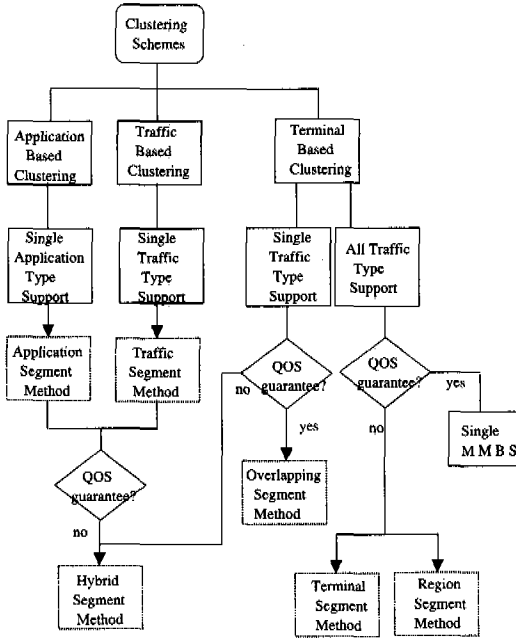 Clustering
Schemes
Application
Based
Clustering
Traffic
Based
Clustering
Terminal
Based
Clustering
Single
Application
Type
Support
Single
Traffic
Type
Support
Single
Traffic
Type
Support
All Traffic
Type
Support
Application
Segment
Method
Traffic
Segment
Method
QOS
guarantee?
no
yes
QOS
guarantee?
yes
no
Single
M M B S
QOS
guarantee?
no
Overlapping
Segment
Method
Hybrid
Segment
Method
Terminal
Segment
Method
Region
Segment
Method